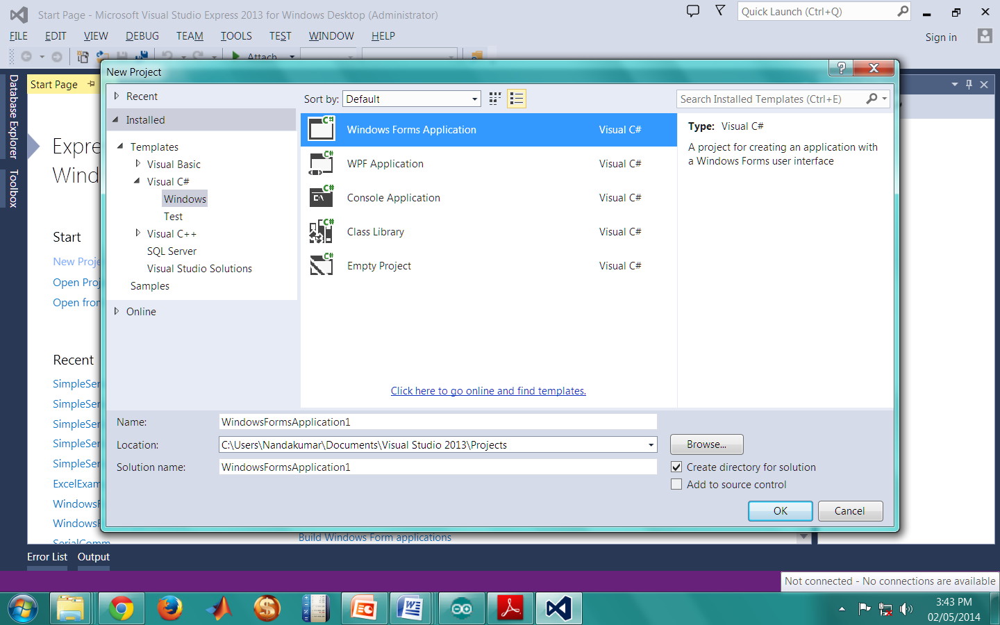 Start Page - Microsoft Visual Studio Express 2013 for Windows Desktop (Administrator)
Quick Launch (Ctrl+Q)
FILE EDIT VIEW DEBUG TEAM TOOLS TEST WINDOW HELP
Sign in
Attach
Database Explorer
Toolbox
Start Page
Expre
Wind
Start
New Proje
Open Proj
Open from
Recent
SimpleSer
SimpleSer
SimpleSer
SimpleSer
SimpleSer
ExcelExam
WindowsF
WindowsF
SerialComm
Build Windows Form applications
New Project
Recent
Installed
Templates
Visual Basic
Visual C#
Windows
Test
Visual C++
SQL Server
Visual Studio Solutions
Samples
Online
Sort by: Default
Search Installed Templates (Ctrl+E)
Windows Forms Application Visual C#
WPF Application Visual C#
Console Application Visual C#
Class Library Visual C#
Empty Project Visual C#
Click here to go online and find templates.
Type: Visual C#
A project for creating an application with
a Windows Forms user interface
Name: WindowsFormsApplication1
Location: C:\Users\Nandakumar\Documents\Visual Studio 2013\Projects
Browse...
Solution name: WindowsFormsApplication1
Create directory for solution
Add to source control
OK Cancel
Error List Output
Not connected - No connections are available
3:43 PM
02/05/2014